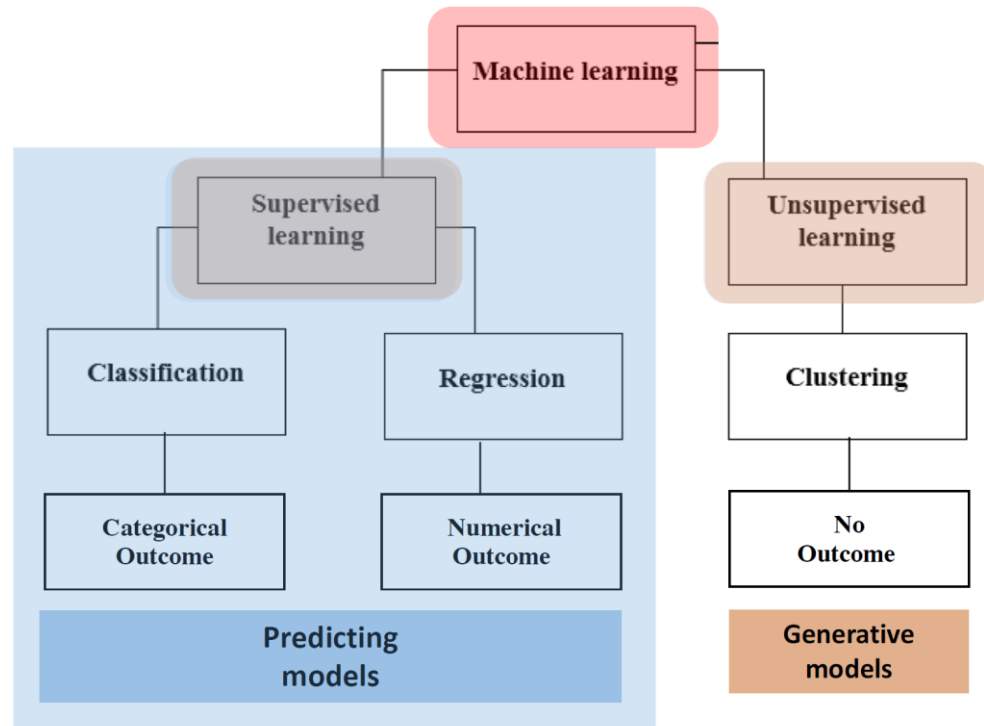 Machine learning
Supervised
learning
Unsupervised
learning
Classification
Regression
Clustering
Categorical
Outcome
Numerical
Outcome
No
Outcome
Predicting
models
Generative
models